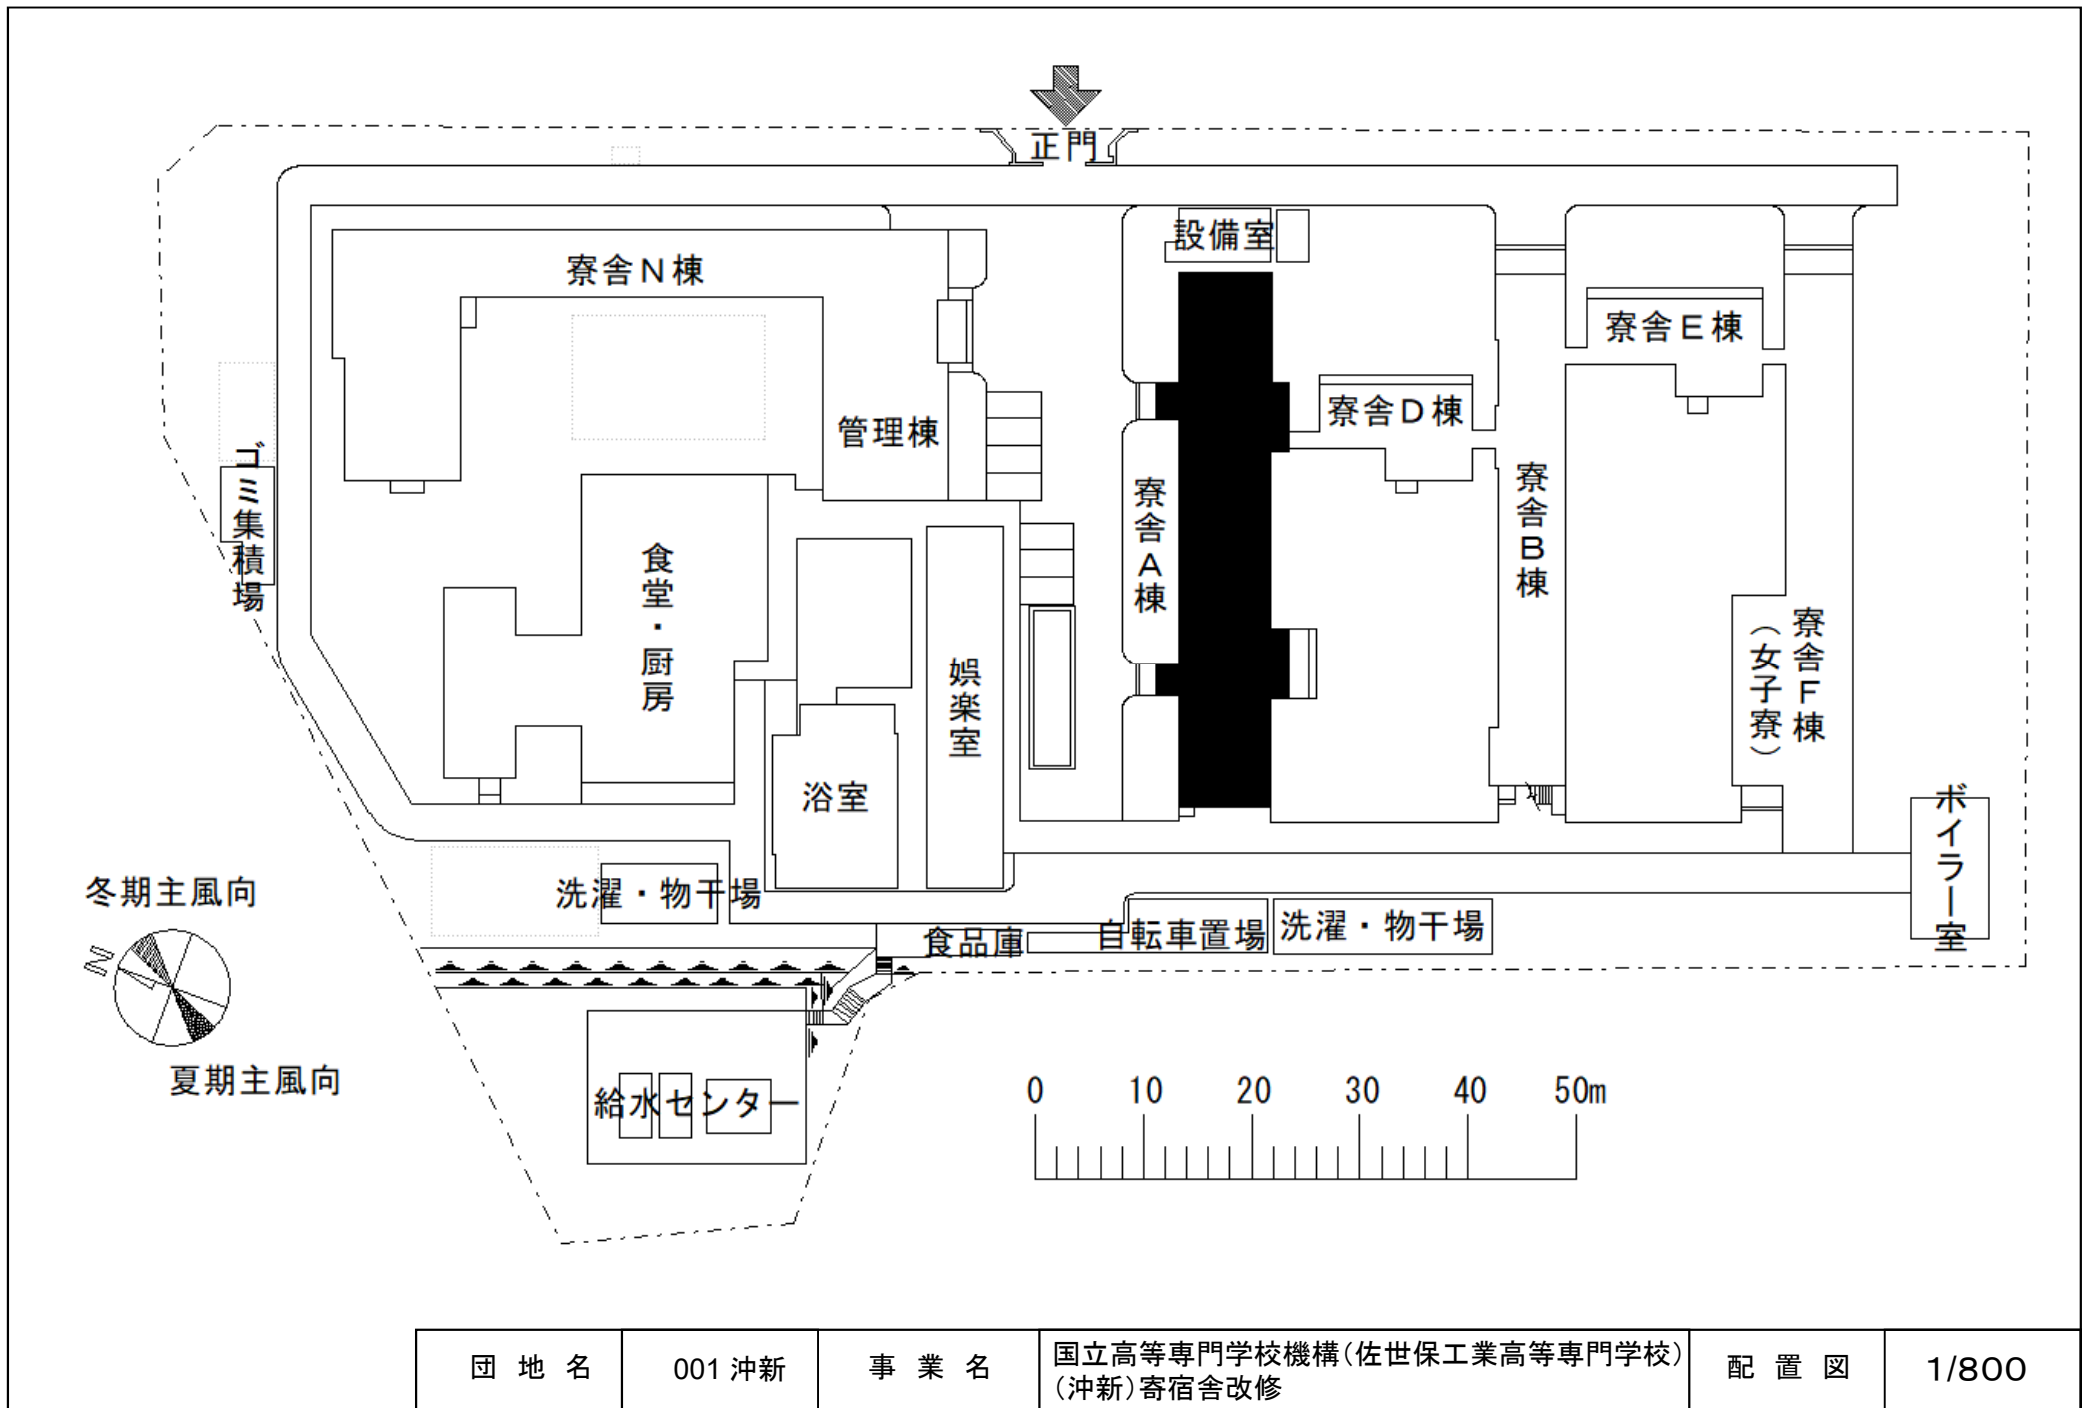 正門
設備室
寮舎N棟
寮舎E棟
寮舎D棟
管理棟
ゴミ集積場
寮舎A棟
寮舎B棟
食堂・厨房
寮舎F棟
（女子寮）
娯楽室
浴室
ボイラー室
洗濯・物干場
食品庫
自転車置場
洗濯・物干場
冬期主風向
N
夏期主風向
給水センター
0 10 20 30 40 50m
団地名 001 沖新 事業名 国立高等専門学校機構（佐世保工業高等専門学校）
（沖新）寄宿舎改修
配置図 1/800